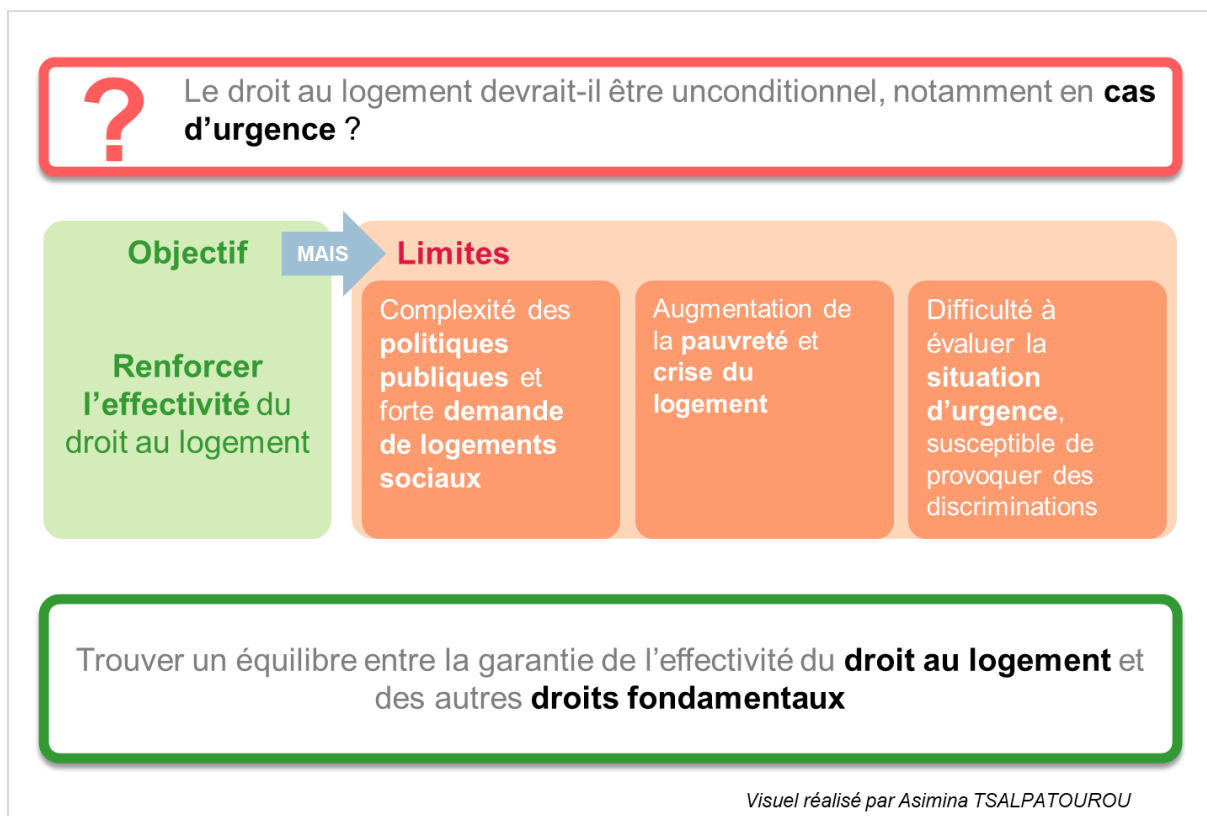 ?
Le droit au logement devrait-il être unconditionnel, notamment en cas
d’urgence ?
Objectif
MAIS
Limites
Renforcer
l’effectivité du
droit au logement
Complexité des
politiques
publiques et
forte demande
de logements
sociaux
Augmentation de
la pauvreté et
crise du
logement
Difficulté à
évaluer la
situation
d’urgence,
susceptible de
provoquer des
discriminations
Trouver un équilibre entre la garantie de l’effectivité du droit au logement et
des autres droits fondamentaux
Visuel réalisé par Asimina TSALPATOUROU